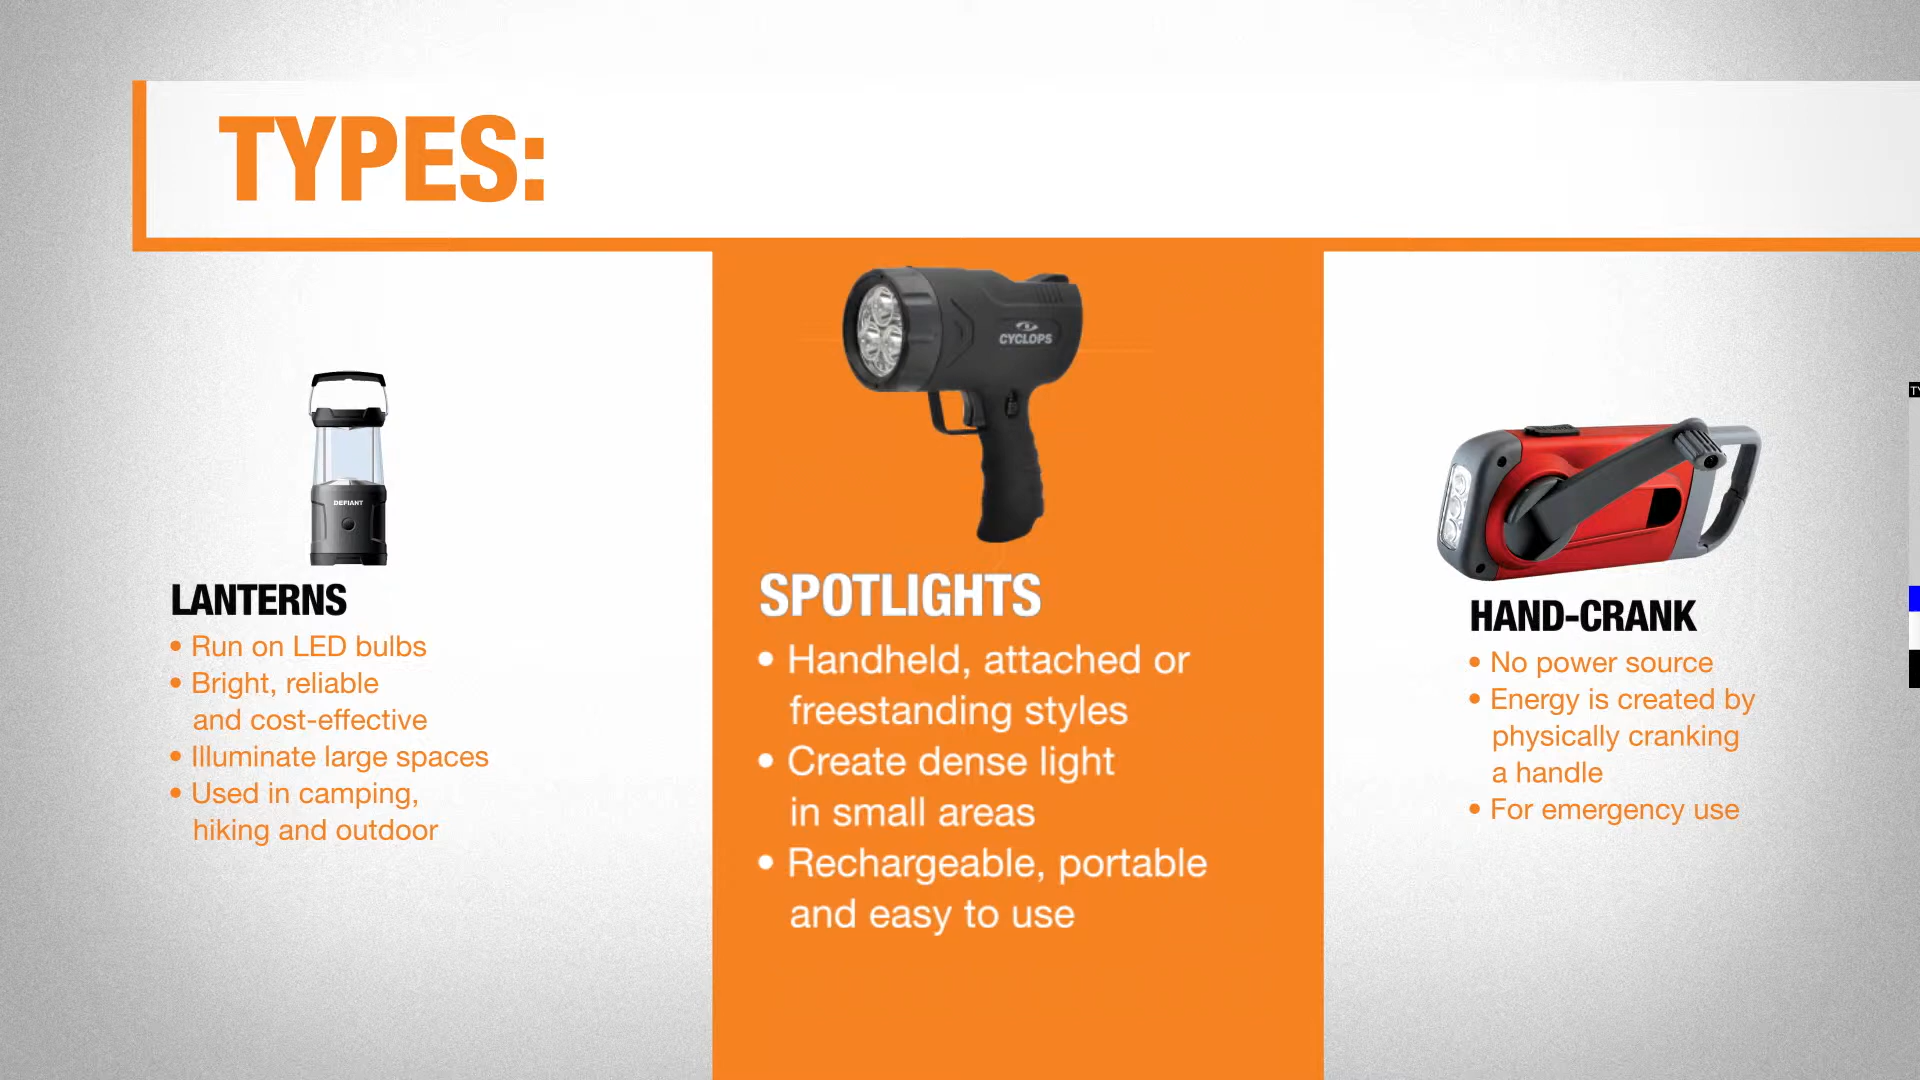 TYPES:
CYCLOPS
DEFIANT
LANTERNS
• Run on LED bulbs
• Bright, reliable
and cost-effective
• Illuminate large spaces
• Used in camping,
hiking and outdoor
SPOTLIGHTS
• Handheld, attached or
freestanding styles
• Create dense light
in small areas
• Rechargeable, portable
and easy to use
HAND-CRANK
• No power source
• Energy is created by
physically cranking
a handle
• For emergency use